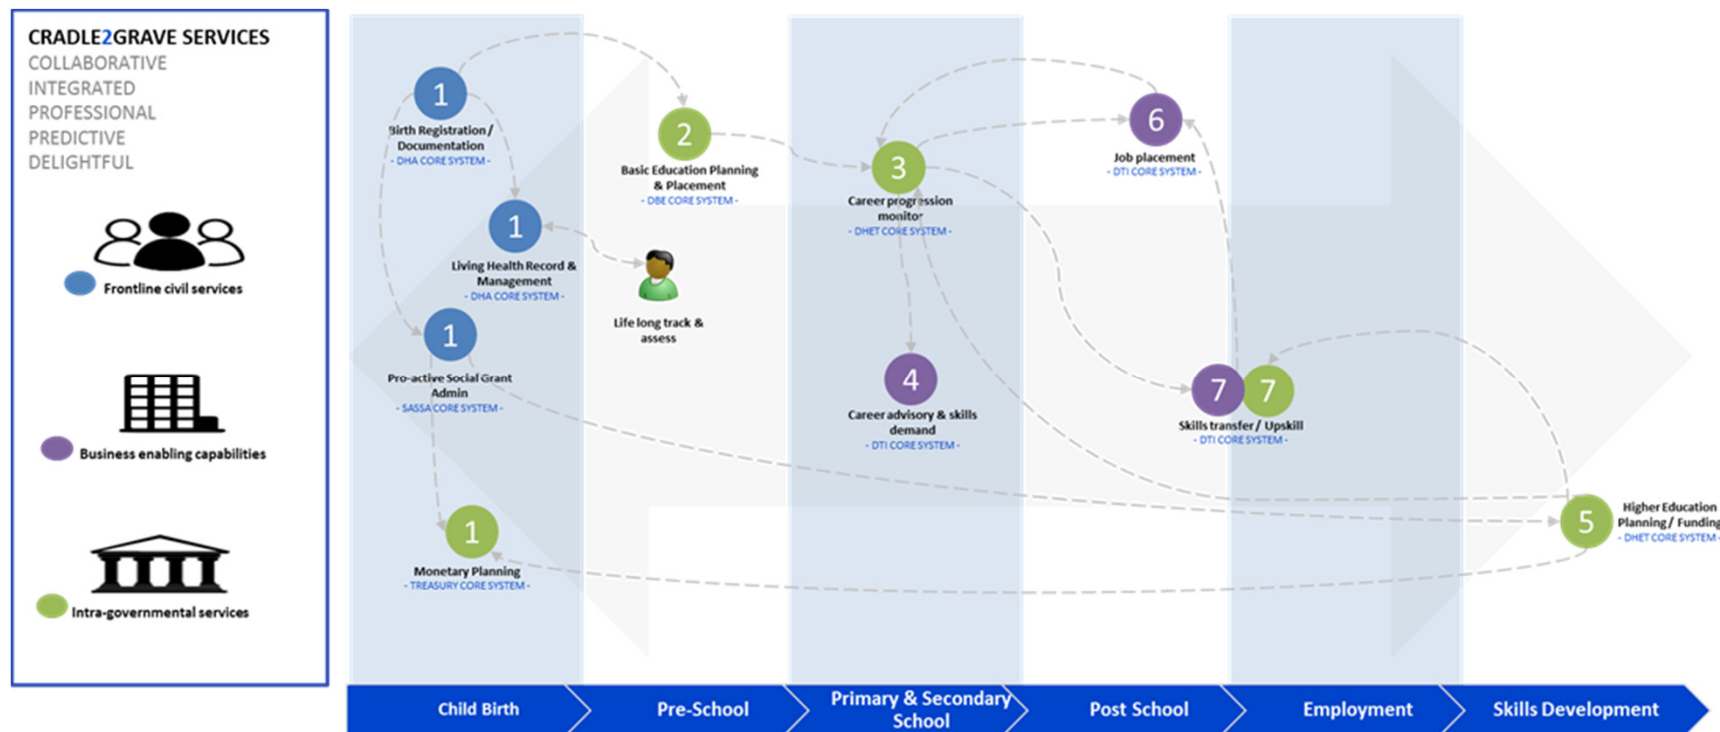 CRADLE2GRAVE SERVICES
COLLABORATIVE
INTEGRATED
PROFESSIONAL
PREDICTIVE
DELIGHTFUL
Frontline civil services
Business enabling capabilities
Intra-governmental services
1
Birth Registration /
Documentation
- DHA CORE SYSTEM -
1
Living Health Record &
Management
- DHA CORE SYSTEM -
1
Pro-active Social Grant
Admin
- SASSA CORE SYSTEM -
1
Monetary Planning
- TREASURY CORE SYSTEM -
2
Basic Education Planning
& Placement
- DBE CORE SYSTEM -
Life long track &
assess
3
Career progression
monitor
- DHET CORE SYSTEM -
4
Career advisory & skills
demand
- DTI CORE SYSTEM -
6
Job placement
- DTI CORE SYSTEM -
7 7
Skills transfer / Upskill
- DTI CORE SYSTEM -
5
Higher Education
Planning / Funding
- DHET CORE SYSTEM -
Child Birth
Pre-School
Primary & Secondary
School
Post School
Employment
Skills Development